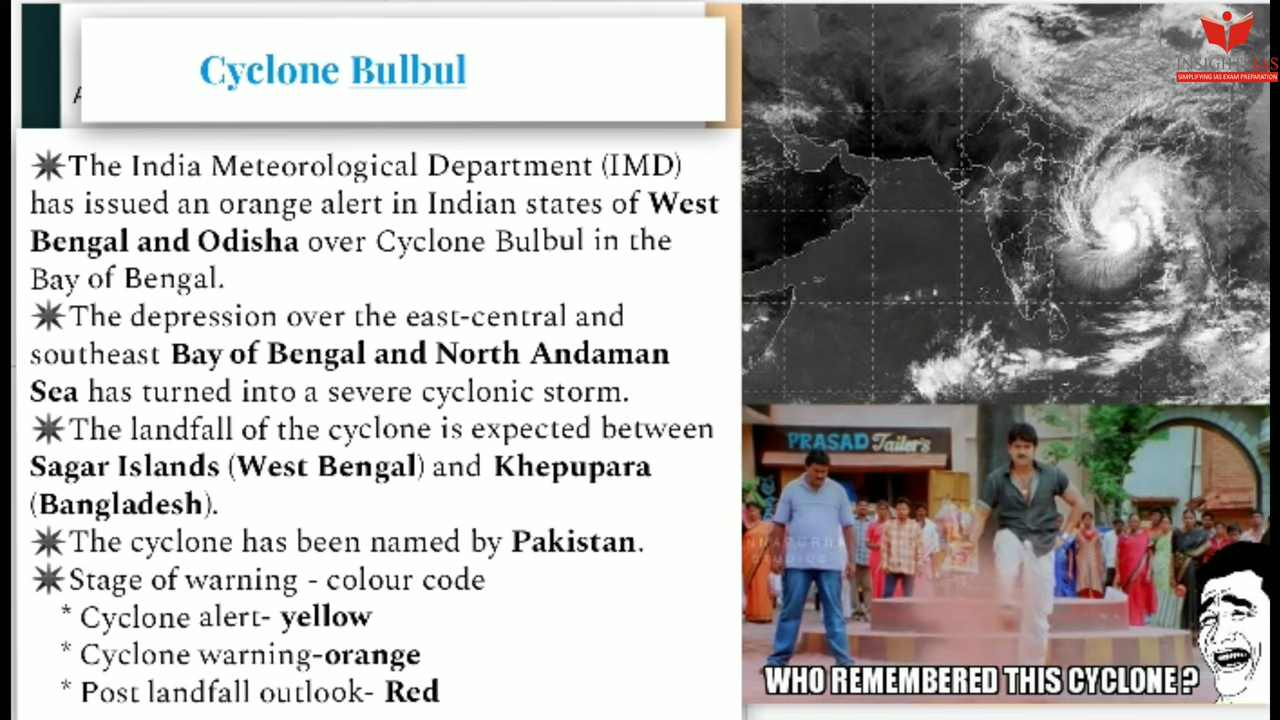 Cyclone Bulbul
✷The India Meteorological Department (IMD)
has issued an orange alert in Indian states of West
Bengal and Odisha over Cyclone Bulbul in the
Bay of Bengal.
✷The depression over the east-central and
southeast Bay of Bengal and North Andaman
Sea has turned into a severe cyclonic storm.
✷The landfall of the cyclone is expected between
Sagar Islands (West Bengal) and Khepupara
(Bangladesh).
✷The cyclone has been named by Pakistan.
✷Stage of warning - colour code
* Cyclone alert- yellow
* Cyclone warning-orange
* Post landfall outlook- Red
INSIGHTSIAS
SIMPLIFYING IAS EXAM PREPARATION
PRASAD Tailor's
WHO REMEMBERED THIS CYCLONE?